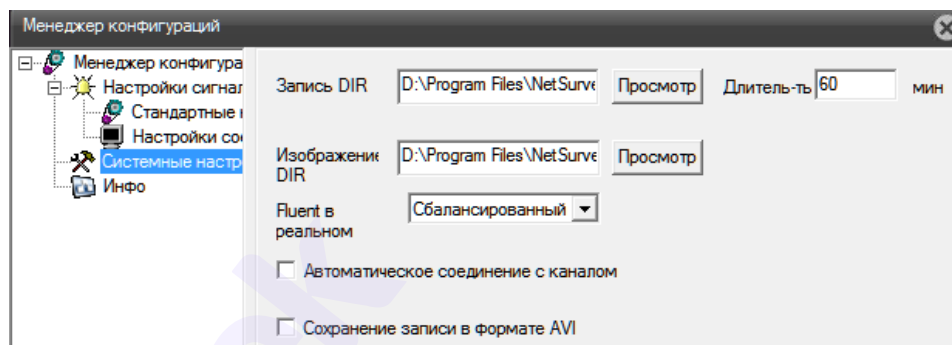 Менеджер конфигураций
Менеджер конфигура
Настройки сигнал
Стандартные н
Настройки со
Системные настр
Инфо
Запись DIR D:\Program Files\NetSurve Просмотр Длитель-ть 60 мин
Изображение DIR D:\Program Files\NetSurve Просмотр
Fluent в реальном Сбалансированный
Автоматическое соединение с каналом
Сохранение записи в формате AVI